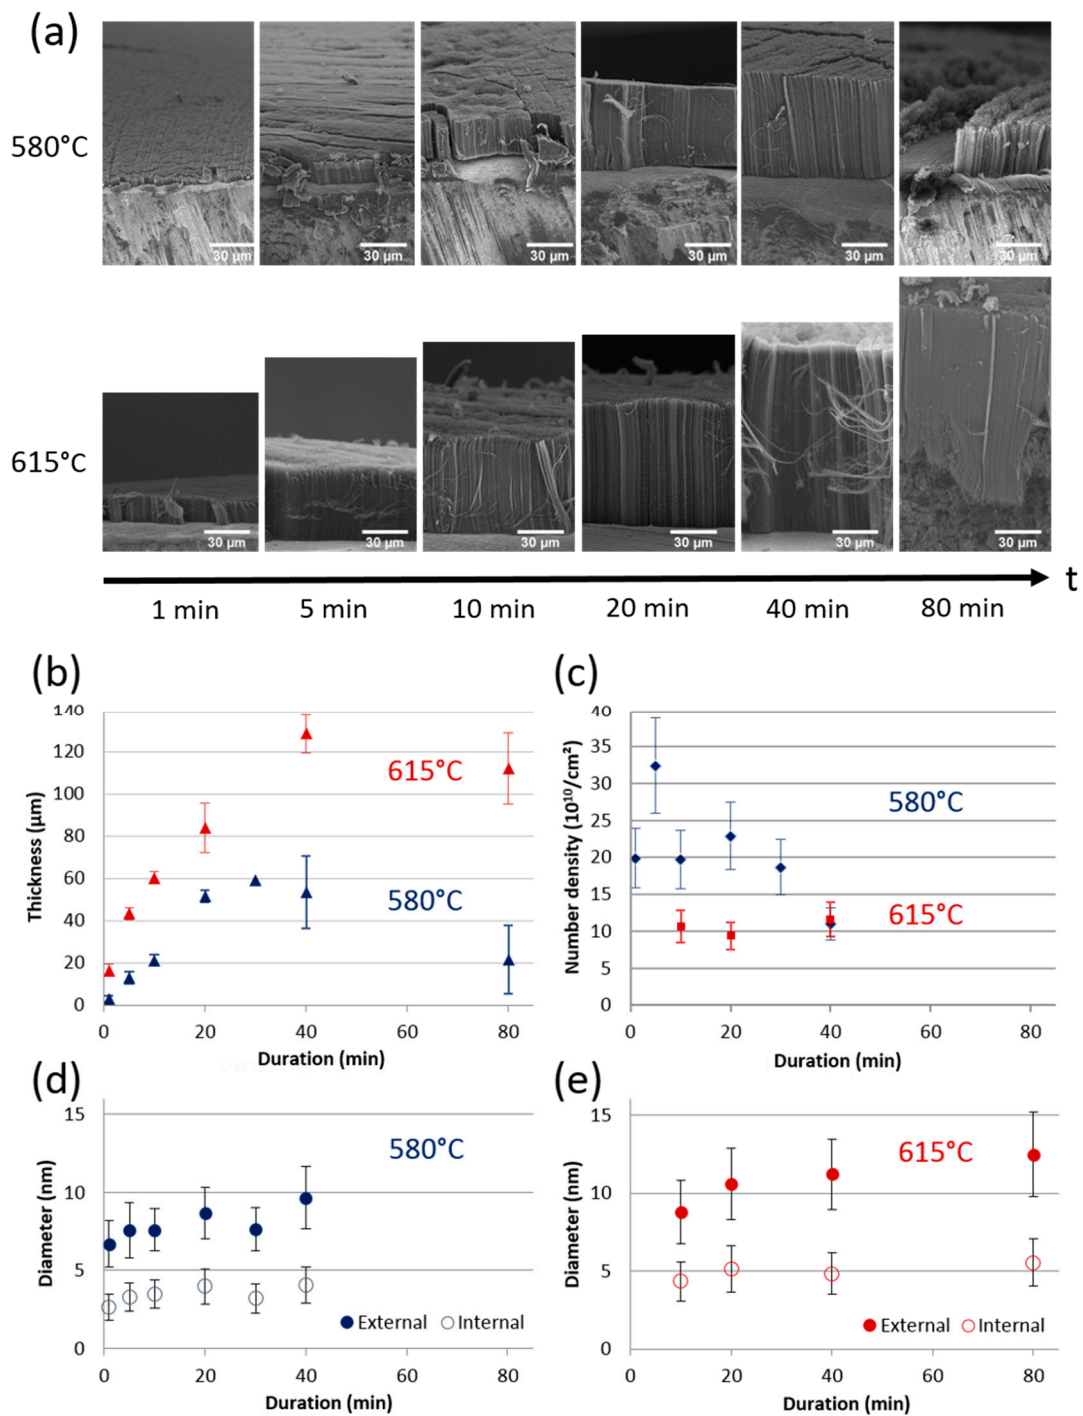 (a)
580°C
30 µm 30 µm 30 µm 30 µm 30 µm 30 µm
615°C
30 µm 30 µm 30 µm 30 µm 30 µm 30 µm
t
1 min 5 min 10 min 20 min 40 min 80 min
(b)
140
120
100
80
60
40
20
0
Thickness (µm)
615°C
580°C
0 20 40 60 80
Duration (min)
(c)
40
35
30
25
20
15
10
5
0
Number density (10¹⁰/cm²)
580°C
615°C
0 20 40 60 80
Duration (min)
(d)
15
10
5
0
Diameter (nm)
580°C
External Internal
0 20 40 60 80
Duration (min)
(e)
15
10
5
0
Diameter (nm)
615°C
External Internal
0 20 40 60 80
Duration (min)